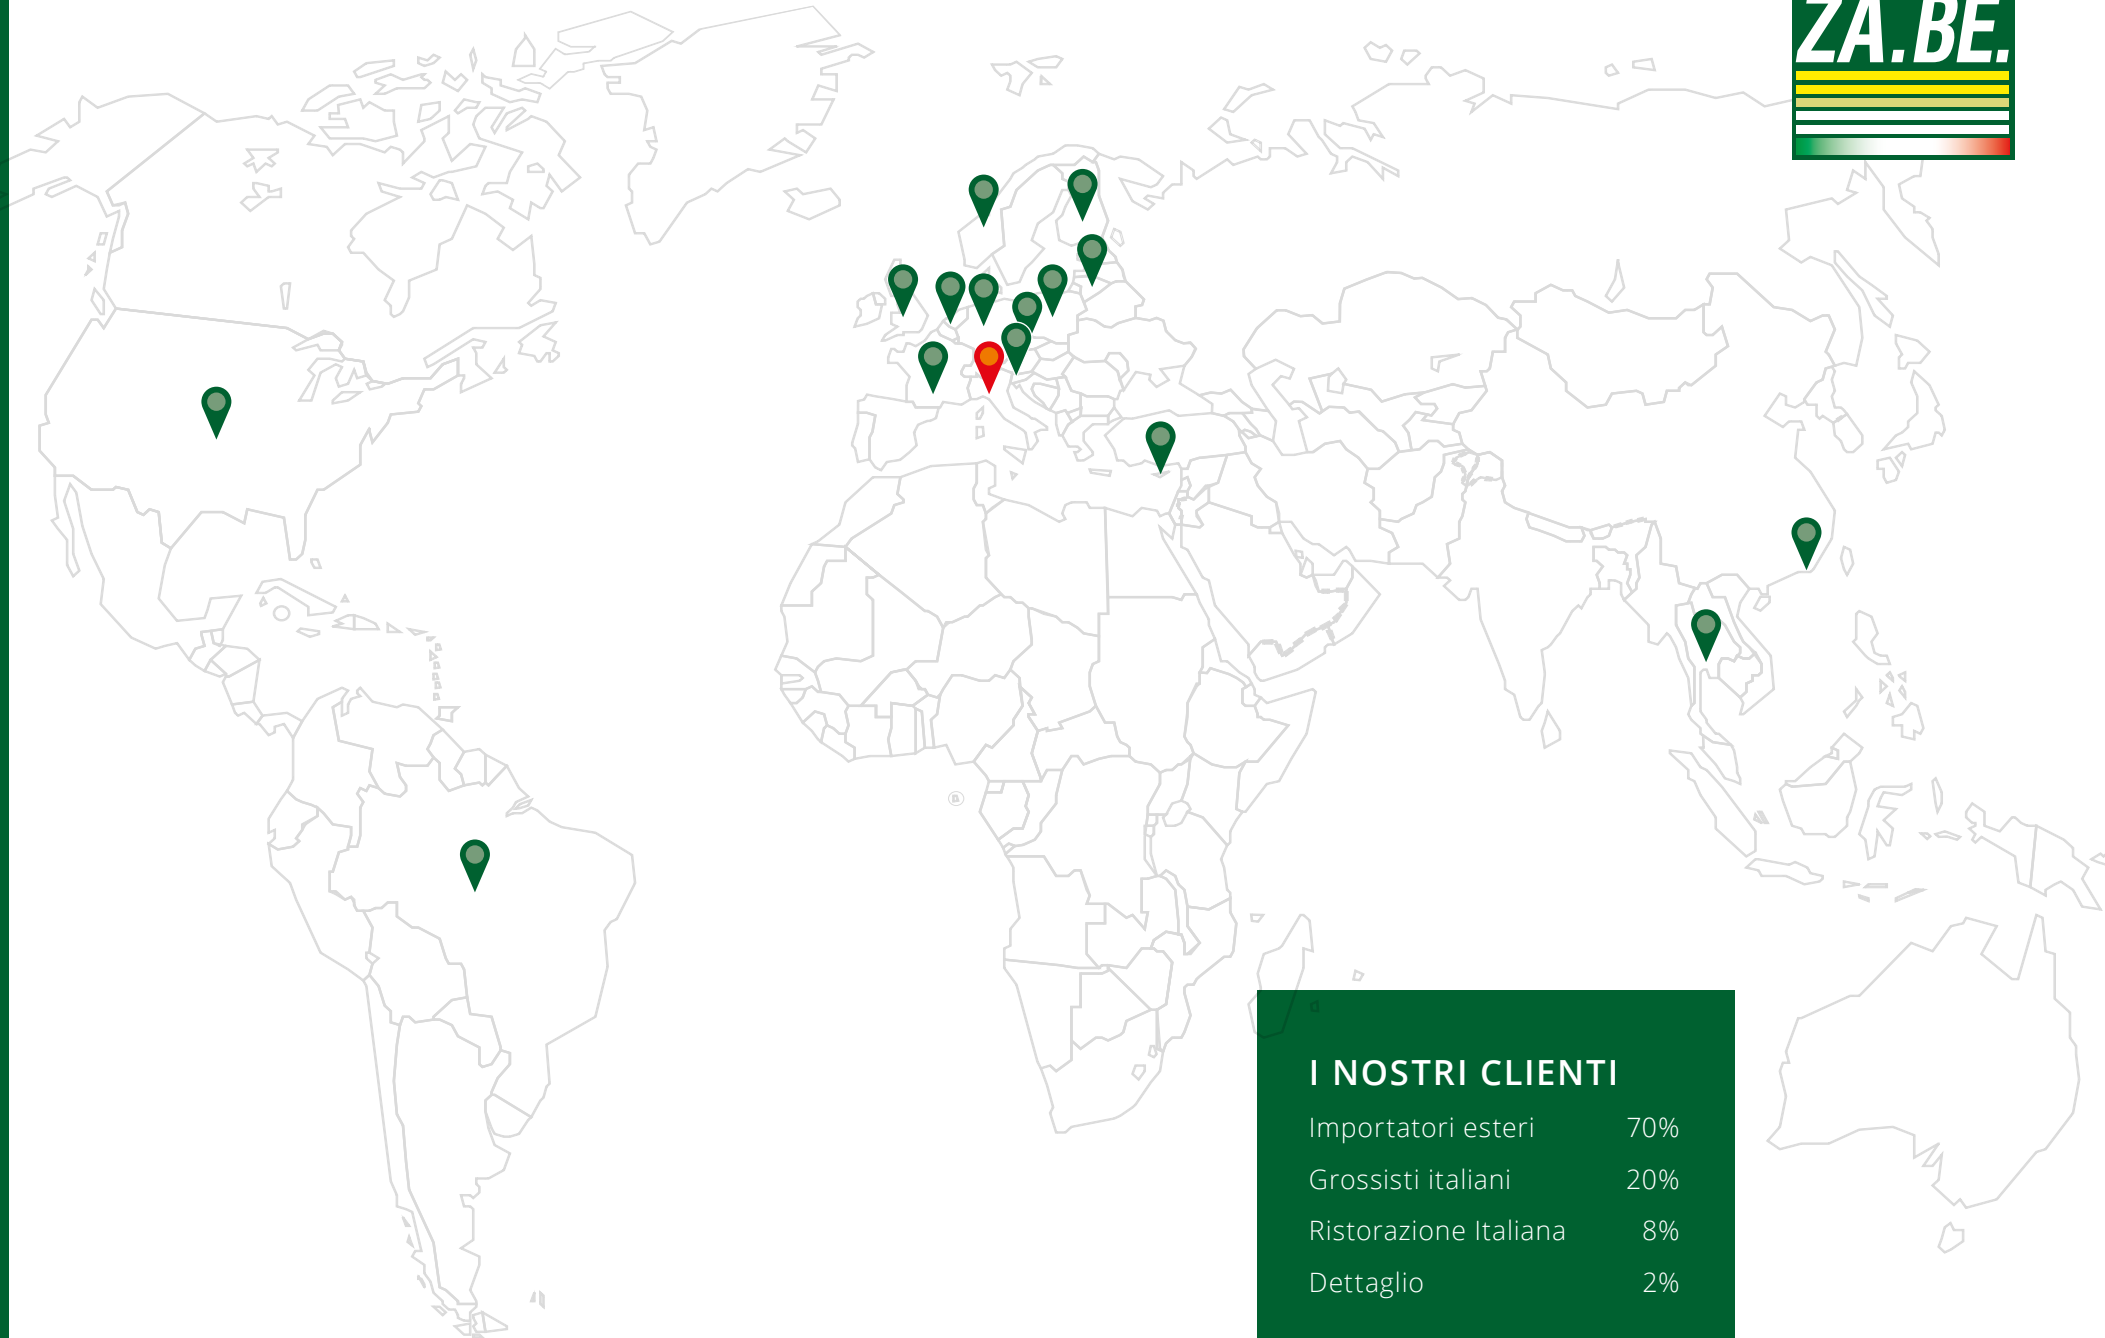 ZA.BE.
I NOSTRI CLIENTI
Importatori esteri 70%
Grossisti italiani 20%
Ristorazione Italiana 8%
Dettaglio 2%